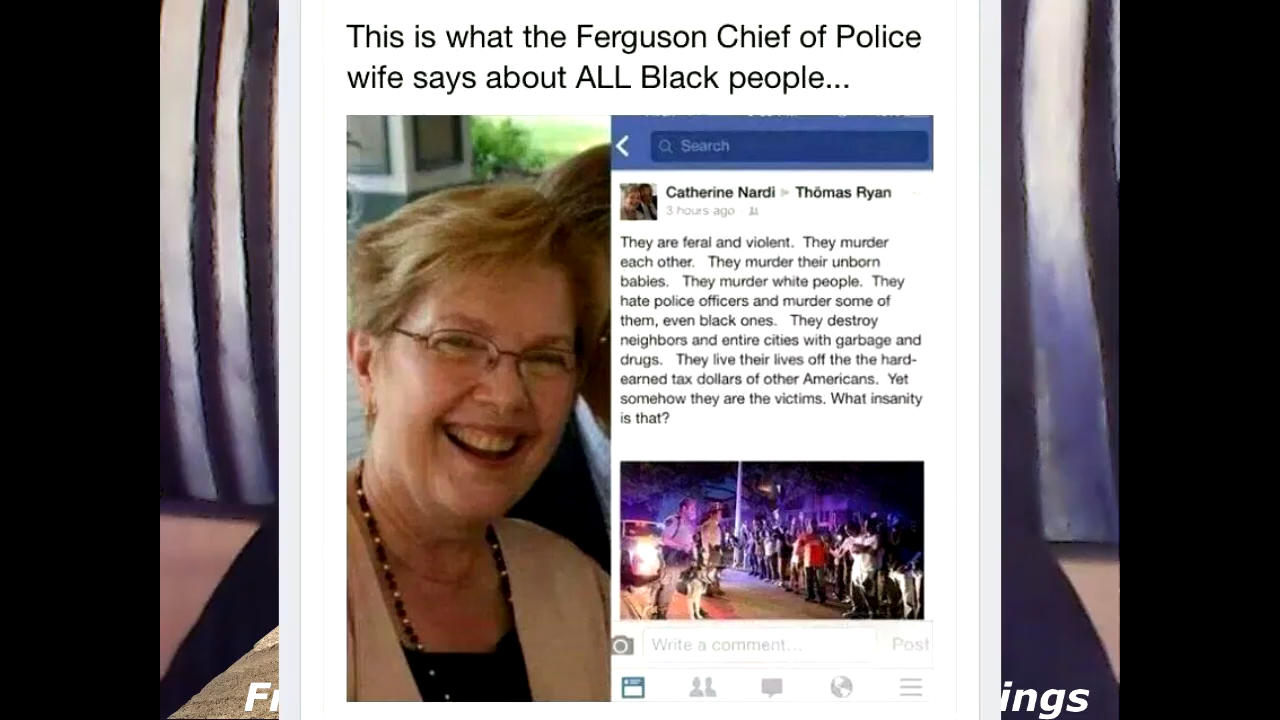 This is what the Ferguson Chief of Police
wife says about ALL Black people...
Search
Catherine Nardi ▸ Thömas Ryan
3 hours ago
They are feral and violent. They murder
each other. They murder their unborn
babies. They murder white people. They
hate police officers and murder some of
them, even black ones. They destroy
neighbors and entire cities with garbage and
drugs. They live their lives off the the hard-
earned tax dollars of other Americans. Yet
somehow they are the victims. What insanity
is that?
Write a comment...
Post